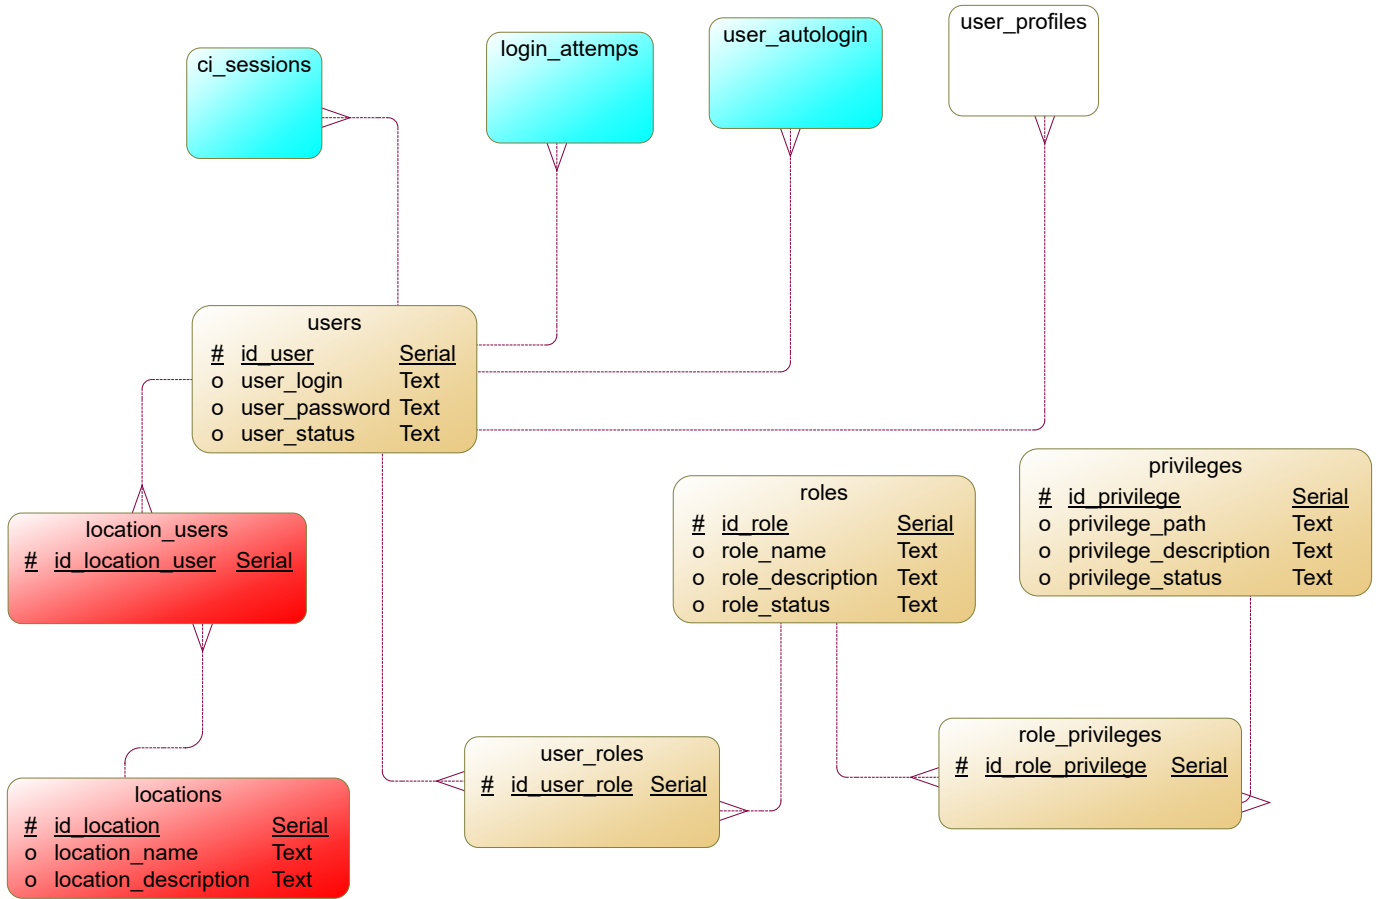 ci_sessions
login_attemps
user_autologin
user_profiles
users
# id_user Serial
o user_login Text
o user_password Text
o user_status Text
location_users
# id_location_user Serial
locations
# id_location Serial
o location_name Text
o location_description Text
user_roles
# id_user_role Serial
roles
# id_role Serial
o role_name Text
o role_description Text
o role_status Text
privileges
# id_privilege Serial
o privilege_path Text
o privilege_description Text
o privilege_status Text
role_privileges
# id_role_privilege Serial